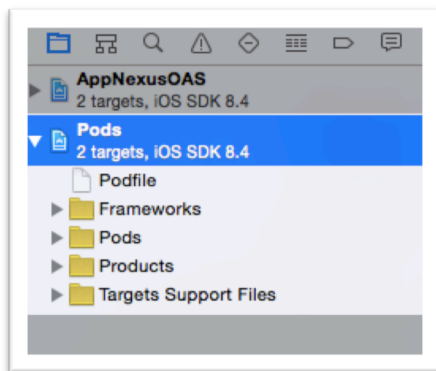 AppNexusOAS
2 targets, iOS SDK 8.4
Pods
2 targets, iOS SDK 8.4
Podfile
Frameworks
Pods
Products
Targets Support Files